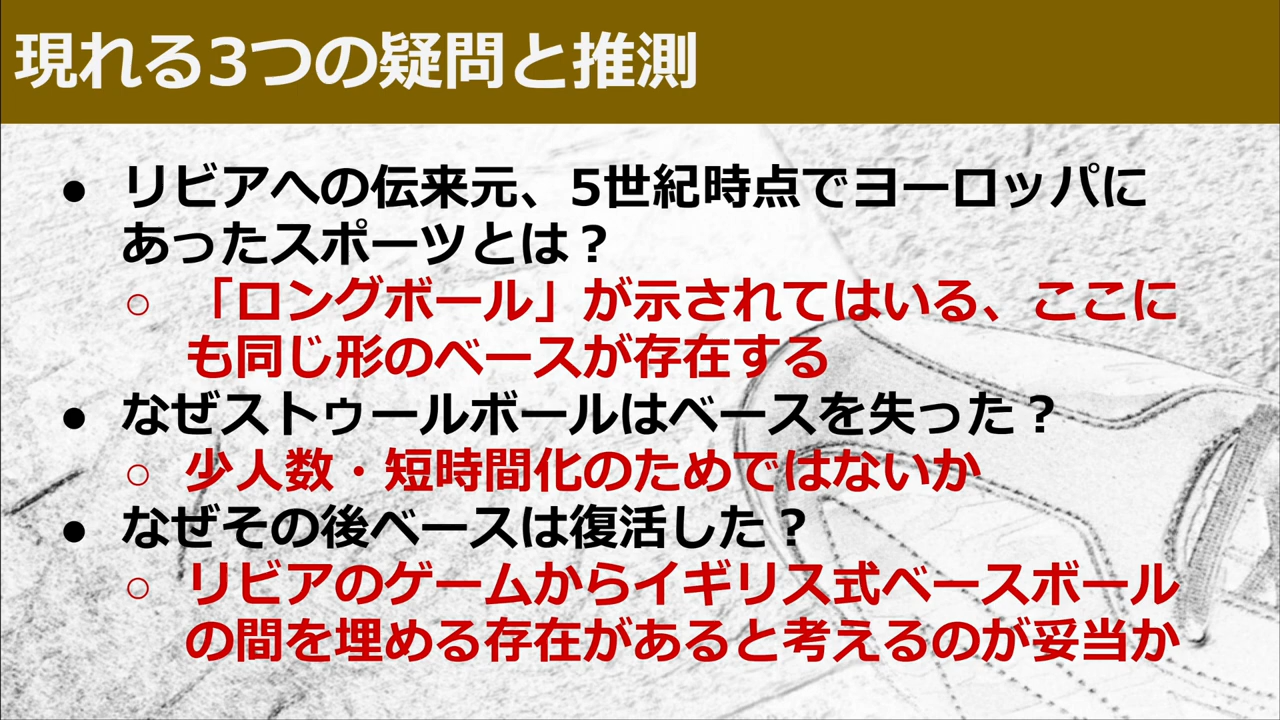 現れる3つの疑問と推測
● リビアへの伝来元、5世紀時点でヨーロッパに
あったスポーツとは？
○ 「ロングボール」が示されてはいる、ここに
も同じ形のベースが存在する
● なぜストゥールボールはベースを失った？
○ 少人数・短時間化のためではないか
● なぜその後ベースは復活した？
○ リビアのゲームからイギリス式ベースボール
の間を埋める存在があると考えるのが妥当か